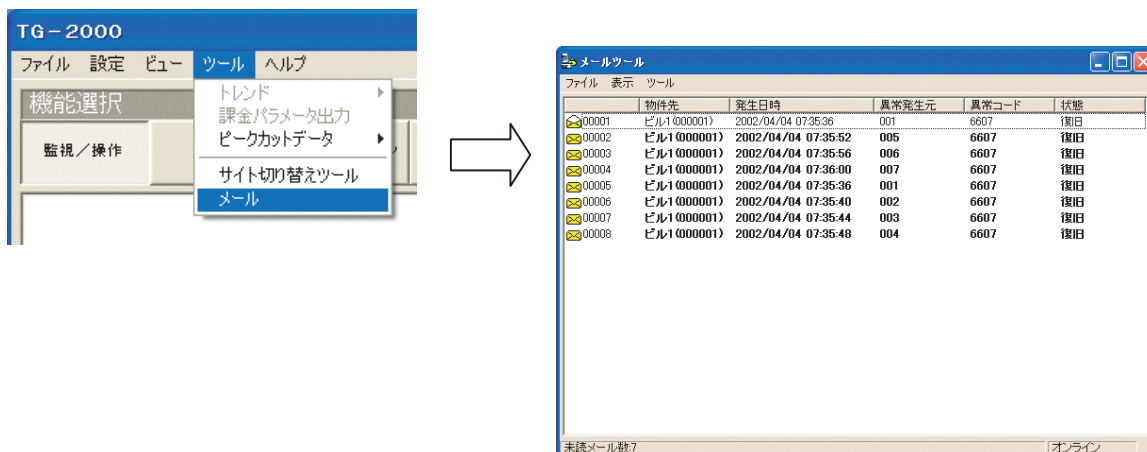 TG-2000
ファイル 設定 ビュー ツール ヘルプ
機能選択
監視/操作
トレンド
課金パラメータ出力
ピークカットデータ
サイト切り替えツール
メール
メールツール
ファイル 表示 ツール
物件先 発生日時 異常発生元 異常コード 状態
00001 ビル1(000001) 2002/04/04 07:35:36 001 6607 復旧
00002 ビル1(000001) 2002/04/04 07:35:52 005 6607 復旧
00003 ビル1(000001) 2002/04/04 07:35:56 006 6607 復旧
00004 ビル1(000001) 2002/04/04 07:36:00 007 6607 復旧
00005 ビル1(000001) 2002/04/04 07:35:36 001 6607 復旧
00006 ビル1(000001) 2002/04/04 07:35:40 002 6607 復旧
00007 ビル1(000001) 2002/04/04 07:35:44 003 6607 復旧
00008 ビル1(000001) 2002/04/04 07:35:48 004 6607 復旧
未読メール数:7 オンライン